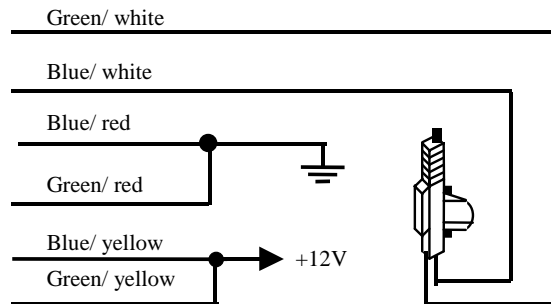 Green/ white
Blue/ white
Blue/ red
Green/ red
Blue/ yellow
+12V
Green/ yellow